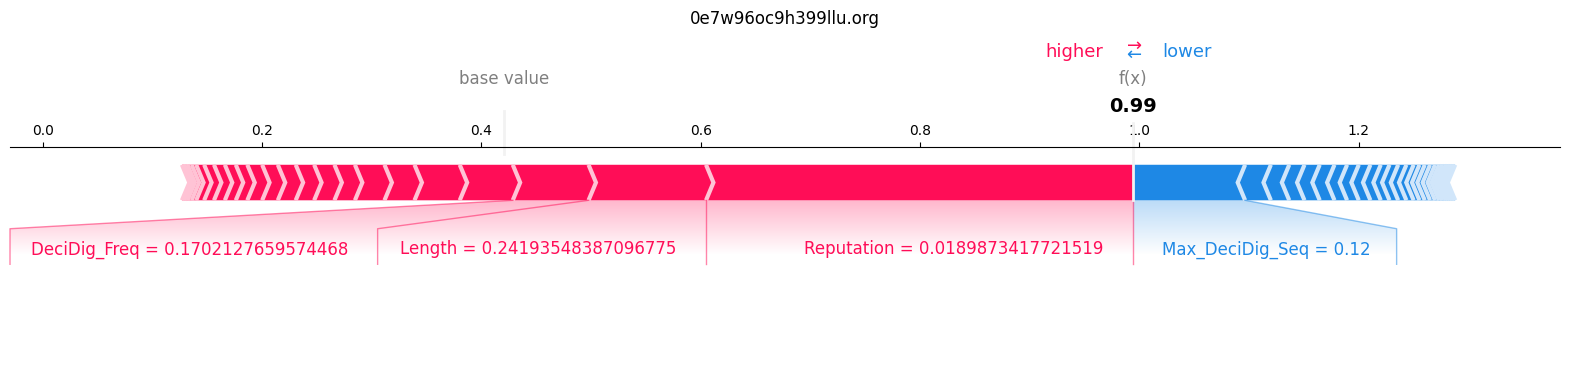 0e7w96oc9h399llu.org
higher ⇄ lower
base value f(x)
0.99
0.0 0.2 0.4 0.6 0.8 1.0 1.2
DeciDig_Freq = 0.1702127659574468 Length = 0.24193548387096775 Reputation = 0.0189873417721519 Max_DeciDig_Seq = 0.12